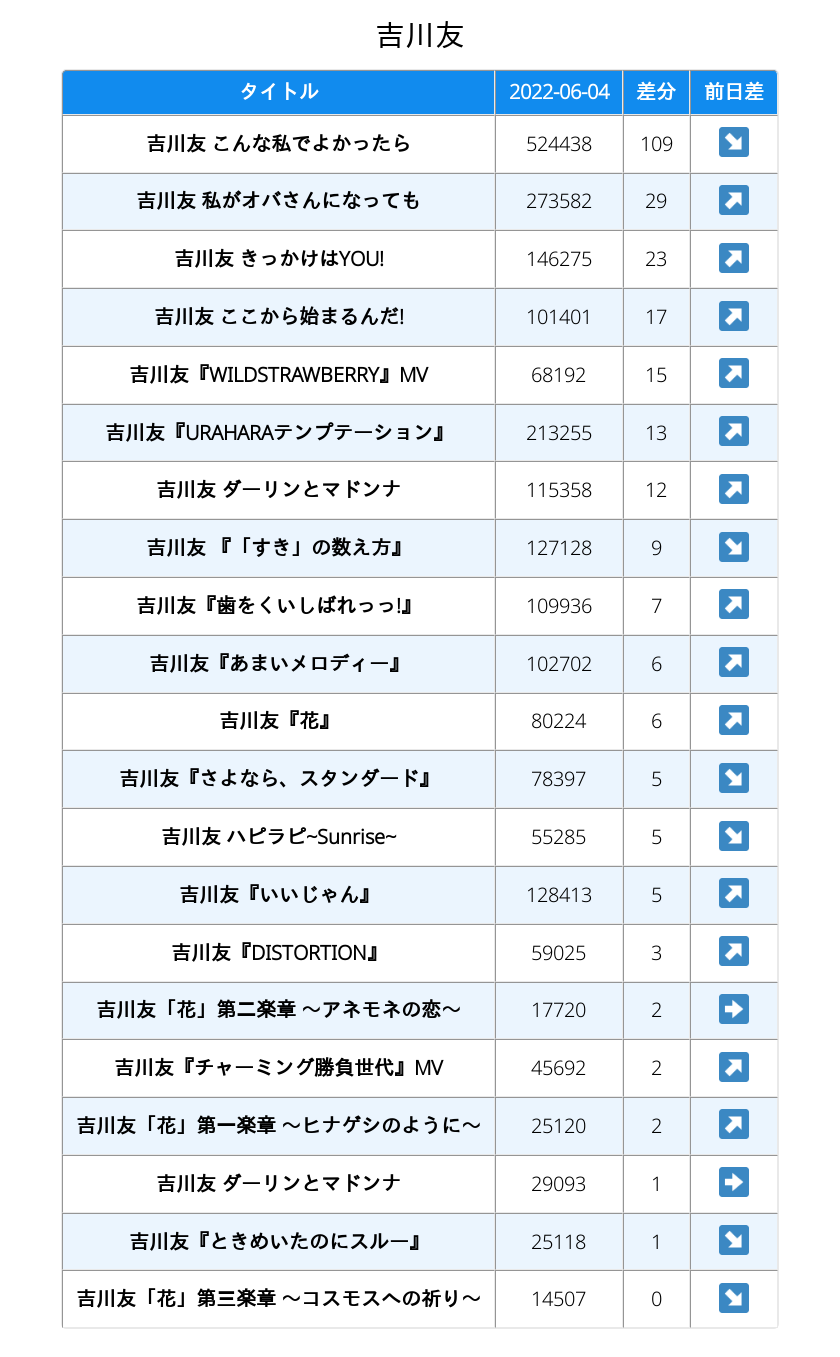 吉川友
タイトル 2022-06-04 差分 前日差
吉川友 こんな私でよかったら 524438 109 ↘
吉川友 私がオバさんになっても 273582 29 ↗
吉川友 きっかけはYOU! 146275 23 ↗
吉川友 ここから始まるんだ! 101401 17 ↗
吉川友『WILDSTRAWBERRY』MV 68192 15 ↗
吉川友『URAHARAテンプテーション』 213255 13 ↗
吉川友 ダーリンとマドンナ 115358 12 ↗
吉川友 『「すき」の数え方』 127128 9 ↘
吉川友『歯をくいしばれっっ!』 109936 7 ↗
吉川友『あまいメロディー』 102702 6 ↗
吉川友『花』 80224 6 ↗
吉川友『さよなら、スタンダード』 78397 5 ↘
吉川友 ハピラピ~Sunrise~ 55285 5 ↘
吉川友『いいじゃん』 128413 5 ↗
吉川友『DISTORTION』 59025 3 ↗
吉川友「花」第二楽章 〜アネモネの恋〜 17720 2 ➡
吉川友『チャーミング勝負世代』MV 45692 2 ↗
吉川友「花」第一楽章 〜ヒナゲシのように〜 25120 2 ↗
吉川友 ダーリンとマドンナ 29093 1 ➡
吉川友『ときめいたのにスルー』 25118 1 ↘
吉川友「花」第三楽章 〜コスモスへの祈り〜 14507 0 ↘